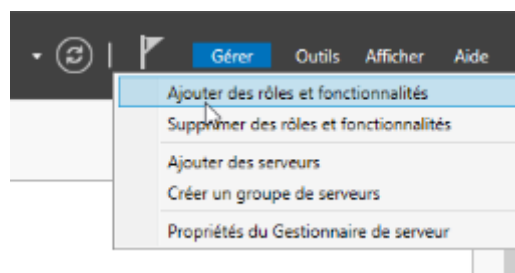 Gérer Outils Afficher Aide
Ajouter des rôles et fonctionnalités
Supprimer des rôles et fonctionnalités
Ajouter des serveurs
Créer un groupe de serveurs
Propriétés du Gestionnaire de serveur